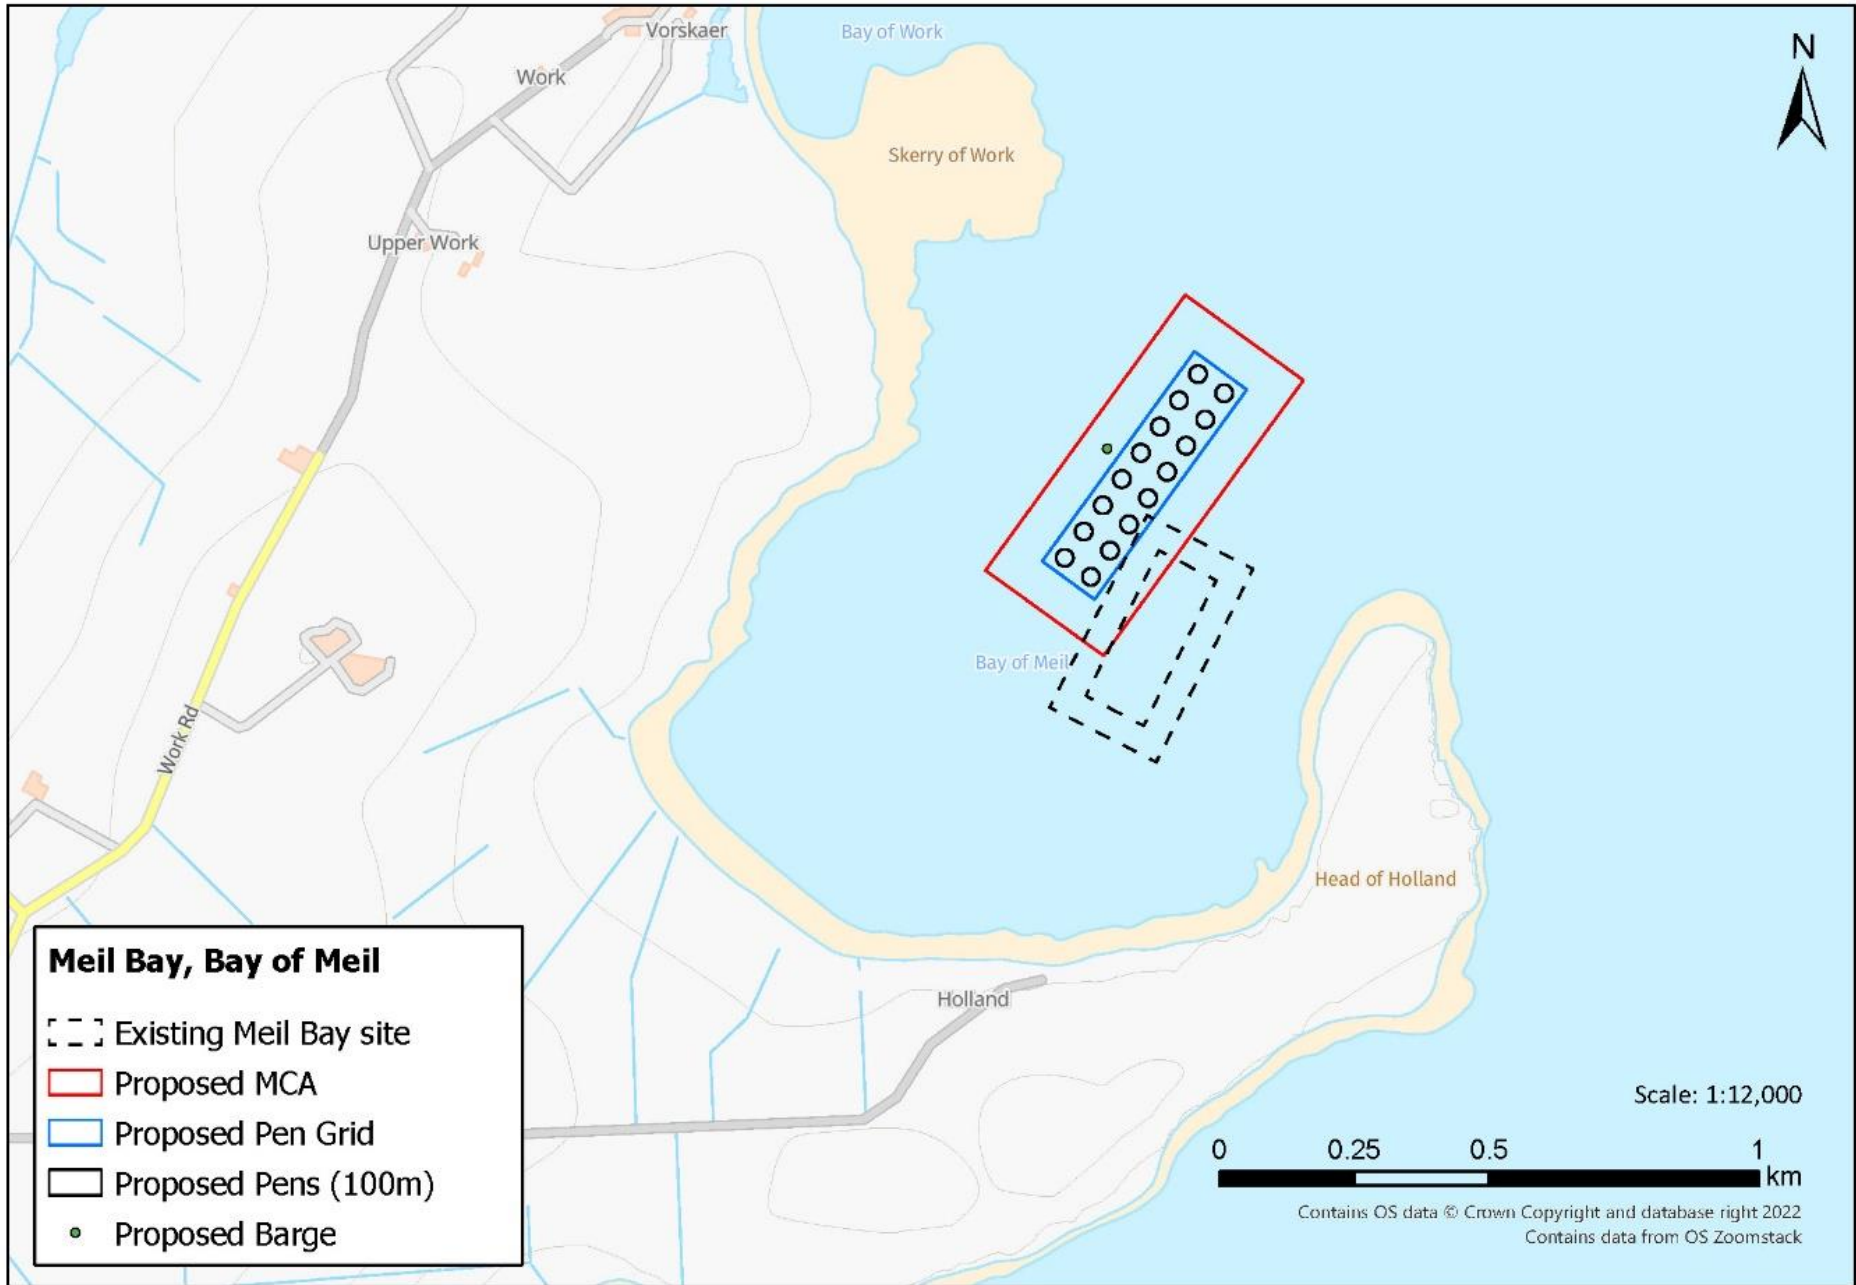 Vorskaer
Bay of Work
N
Work
Skerry of Work
Upper Work
Bay of Meil
Work Rd
Head of Holland
Holland
Meil Bay, Bay of Meil
Existing Meil Bay site
Proposed MCA
Proposed Pen Grid
Proposed Pens (100m)
Proposed Barge
Scale: 1:12,000
0 0.25 0.5 1
km
Contains OS data © Crown Copyright and database right 2022
Contains data from OS Zoomstack